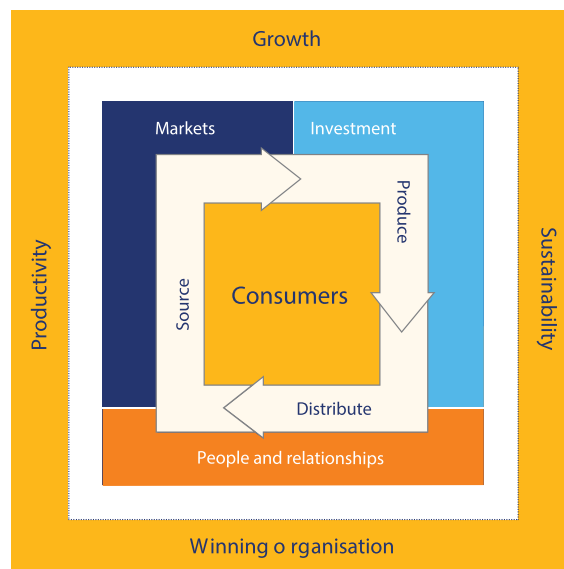 Growth
Markets
Investment
Produce
Productivity
Source
Consumers
Sustainability
Distribute
People and relationships
Winning o rganisation